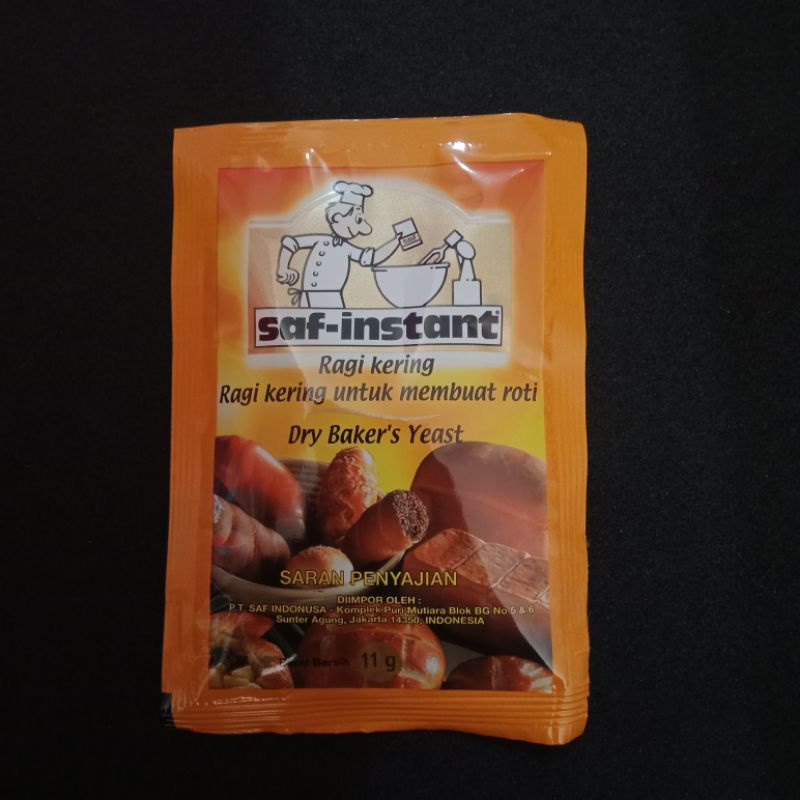 saf
saf-instant
Ragi kering
Ragi kering untuk membuat roti
Dry Baker's Yeast
SARAN PENYAJIAN
DIIMPOR OLEH :
P.T. SAF INDONUSA - Komplek Puri Mutiara Blok BG No 5 & 6
Sunter Agung, Jakarta 14350, INDONESIA
Bersih 11 g